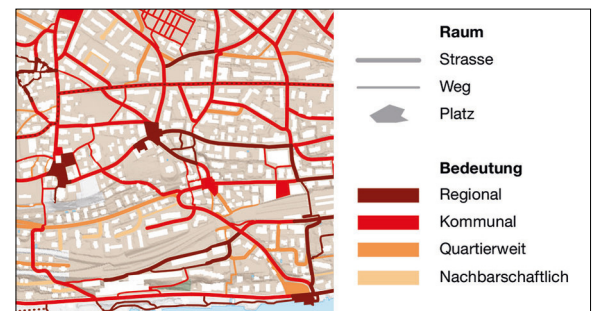 Raum
Strasse
Weg
Platz
Bedeutung
Regional
Kommunal
Quartierweit
Nachbarschaftlich